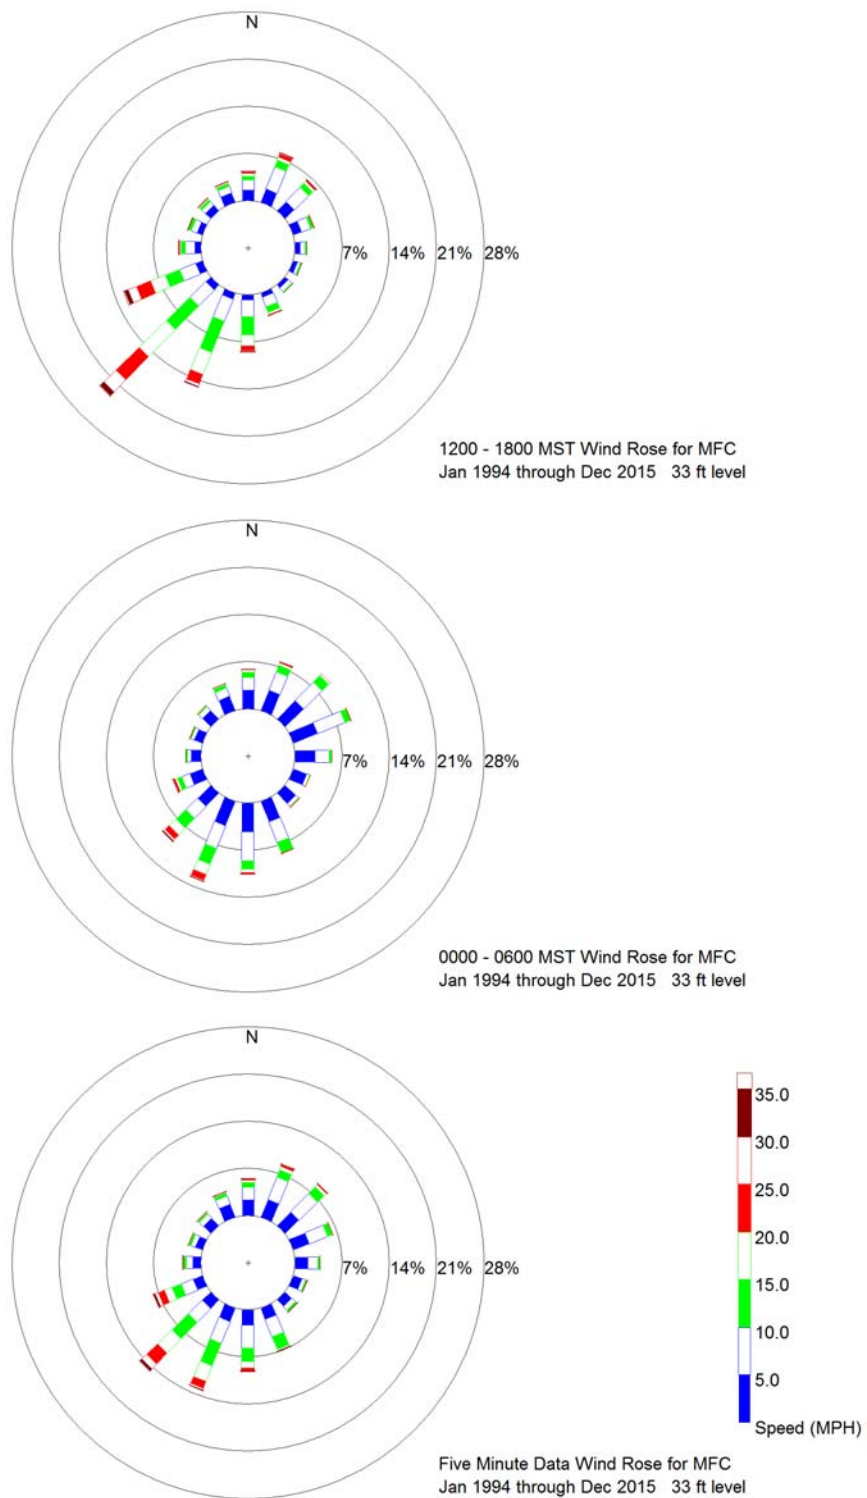 N
7% 14% 21% 28%
1200 - 1800 MST Wind Rose for MFC
Jan 1994 through Dec 2015 33 ft level
N
7% 14% 21% 28%
0000 - 0600 MST Wind Rose for MFC
Jan 1994 through Dec 2015 33 ft level
N
7% 14% 21% 28%
35.0
30.0
25.0
20.0
15.0
10.0
5.0
Speed (MPH)
Five Minute Data Wind Rose for MFC
Jan 1994 through Dec 2015 33 ft level